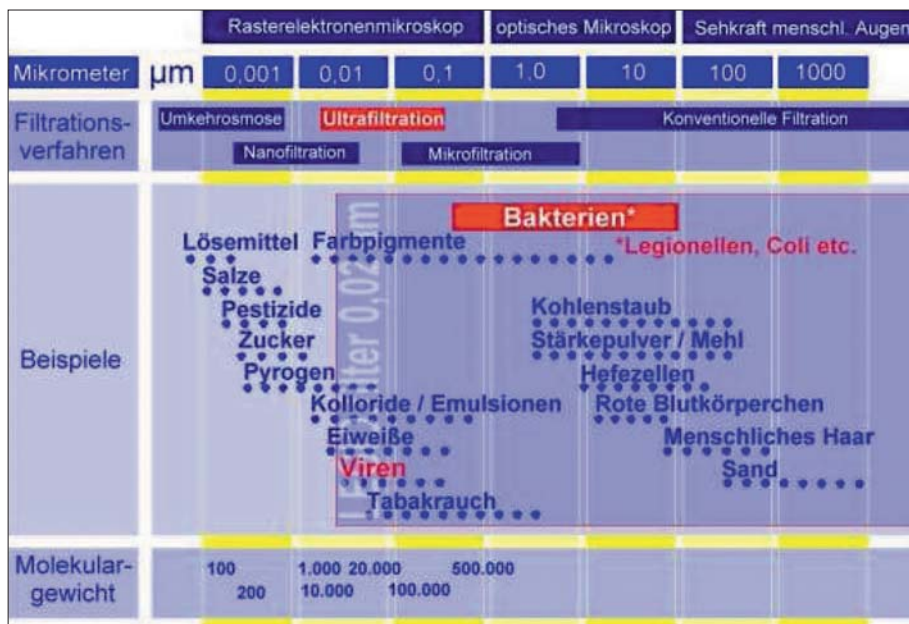 Rasterelektronenmikroskop optisches Mikroskop Sehkraft menschl. Augen
Mikrometer µm 0,001 0,01 0,1 1,0 10 100 1000
Filtrations-
verfahren
Umkehrosmose Ultrafiltration Konventionelle Filtration
Nanofiltration Mikrofiltration
Beispiele
Bakterien*
*Legionellen, Coli etc.
Lösemittel Farbpigmente
Salze
Pestizide Kohlenstaub
Zucker Stärkepulver / Mehl
Pyrogen Hefezellen
Kolloride / Emulsionen Rote Blutkörperchen
Eiweiße Menschliches Haar
Viren Sand
Tabakrauch
0,02
Molekular-
gewicht
100 1.000 20.000 500.000
200 10.000 100.000